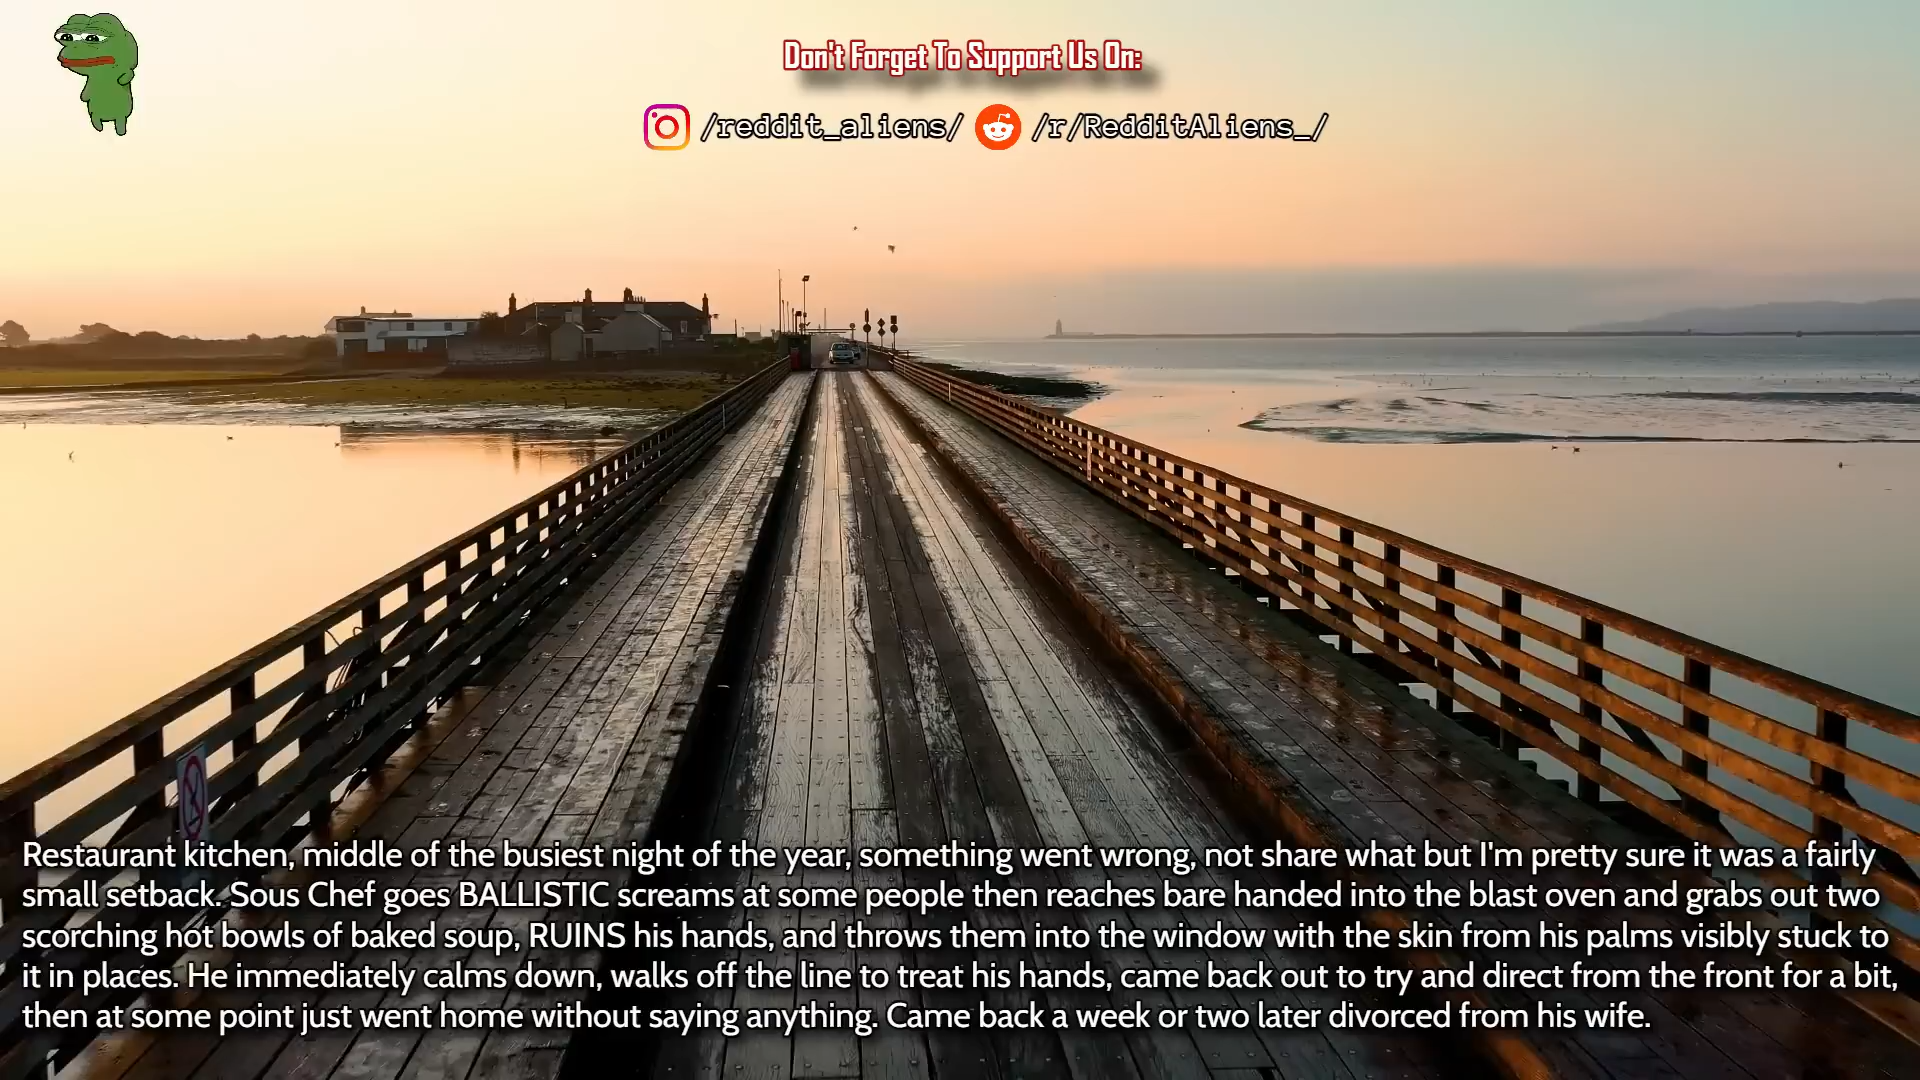 Don't Forget To Support Us On:
/reddit_aliens/ /r/RedditAliens_/
Restaurant kitchen, middle of the busiest night of the year, something went wrong, not share what but I'm pretty sure it was a fairly
small setback. Sous Chef goes BALLISTIC screams at some people then reaches bare handed into the blast oven and grabs out two
scorching hot bowls of baked soup, RUINS his hands, and throws them into the window with the skin from his palms visibly stuck to
it in places. He immediately calms down, walks off the line to treat his hands, came back out to try and direct from the front for a bit,
then at some point just went home without saying anything. Came back a week or two later divorced from his wife.